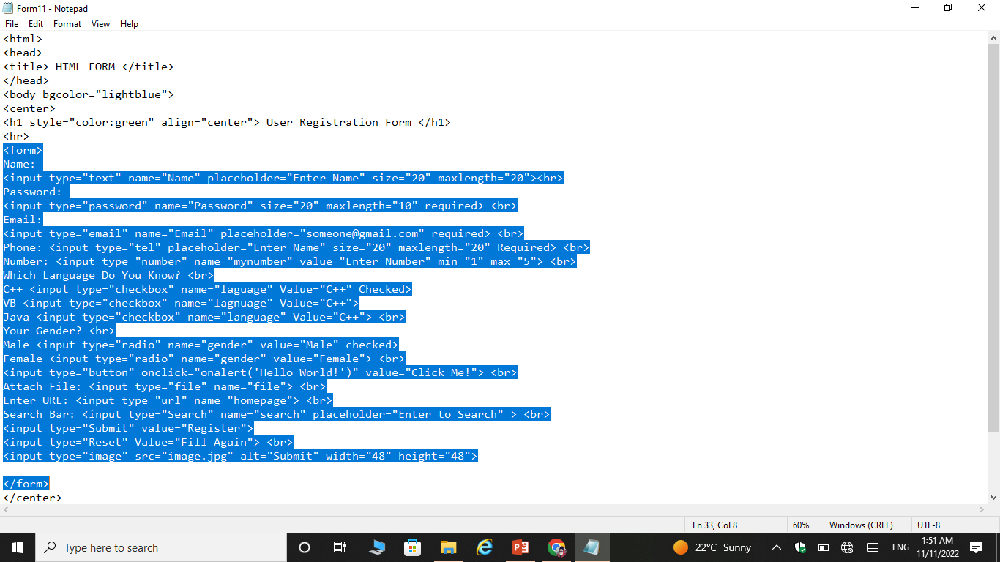 Form11 - Notepad
File Edit Format View Help
<html>
<head>
<title> HTML FORM </title>
</head>
<body bgcolor="lightblue">
<center>
<h1 style="color:green" align="center"> User Registration Form </h1>
<hr>
<form>
Name:
<input type="text" name="Name" placeholder="Enter Name" size="20" maxlength="20"><br>
Password:
<input type="password" name="Password" size="20" maxlength="10" required> <br>
Email:
<input type="email" name="Email" placeholder="someone@gmail.com" required> <br>
Phone: <input type="tel" placeholder="Enter Name" size="20" maxlength="20" Required> <br>
Number: <input type="number" name="mynumber" value="Enter Number" min="1" max="5"> <br>
Which Language Do You Know? <br>
C++ <input type="checkbox" name="laguage" Value="C++" Checked>
VB <input type="checkbox" name="lagnuage" Value="C++">
Java <input type="checkbox" name="language" Value="C++"> <br>
Your Gender? <br>
Male <input type="radio" name="gender" value="Male" checked>
Female <input type="radio" name="gender" value="Female"> <br>
<input type="button" onclick="onalert('Hello World!')" value="Click Me!"> <br>
Attach File: <input type="file" name="file"> <br>
Enter URL: <input type="url" name="homepage"> <br>
Search Bar: <input type="Search" name="search" placeholder="Enter to Search" > <br>
<input type="Submit" value="Register">
<input type="Reset" Value="Fill Again"> <br>
<input type="image" src="image.jpg" alt="Submit" width="48" height="48">
</form>
</center>
Ln 33, Col 8 60% Windows (CRLF) UTF-8
Type here to search 22°C Sunny ENG 1:51 AM
11/11/2022